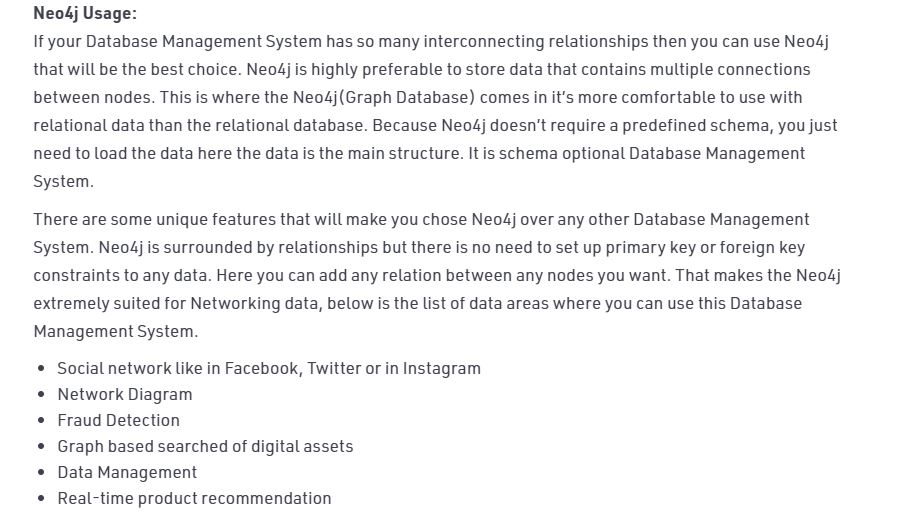 Neo4j Usage:
If your Database Management System has so many interconnecting relationships then you can use Neo4j
that will be the best choice. Neo4j is highly preferable to store data that contains multiple connections
between nodes. This is where the Neo4j(Graph Database) comes in it's more comfortable to use with
relational data than the relational database. Because Neo4j doesn't require a predefined schema, you just
need to load the data here the data is the main structure. It is schema optional Database Management
System.
There are some unique features that will make you chose Neo4j over any other Database Management
System. Neo4j is surrounded by relationships but there is no need to set up primary key or foreign key
constraints to any data. Here you can add any relation between any nodes you want. That makes the Neo4j
extremely suited for Networking data, below is the list of data areas where you can use this Database
Management System.
• Social network like in Facebook, Twitter or in Instagram
• Network Diagram
• Fraud Detection
• Graph based searched of digital assets
• Data Management
• Real-time product recommendation